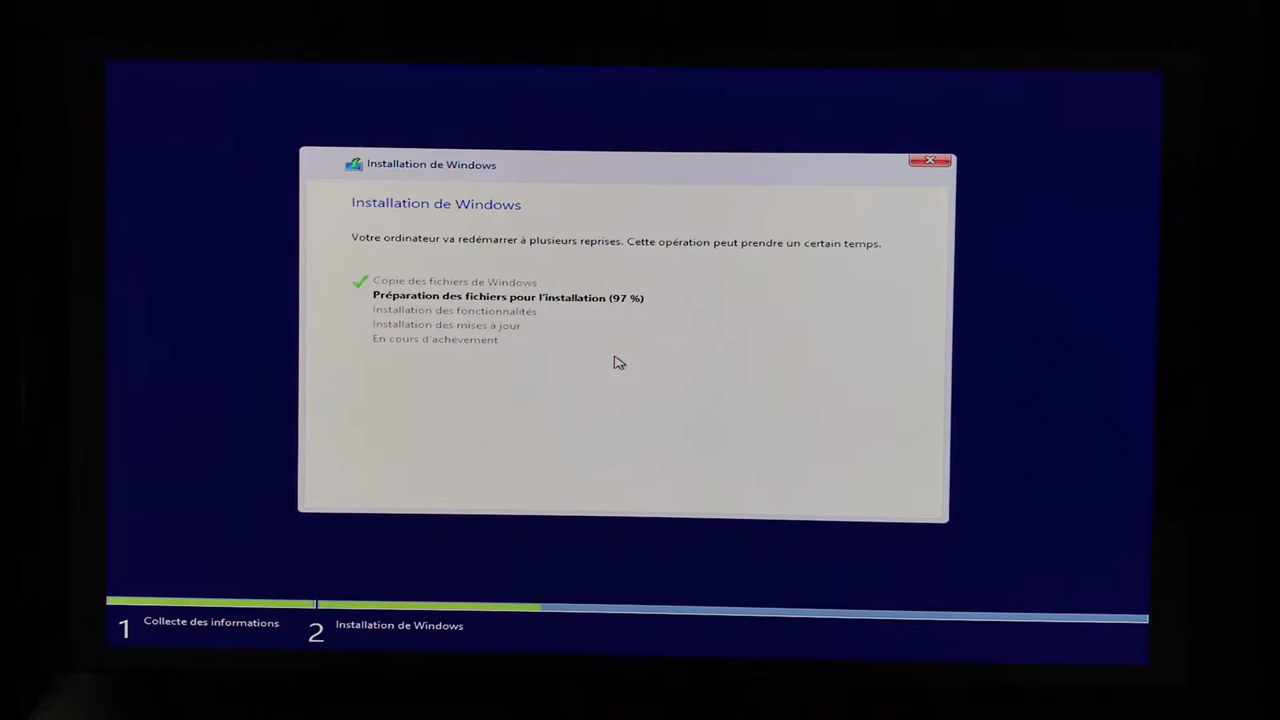 Installation de Windows
Installation de Windows
Votre ordinateur va redémarrer à plusieurs reprises. Cette opération peut prendre un certain temps.
Copie des fichiers de Windows
Préparation des fichiers pour l'installation (97 %)
Installation des fonctionnalités
Installation des mises à jour
En cours d'achèvement
1 Collecte des informations
2 Installation de Windows